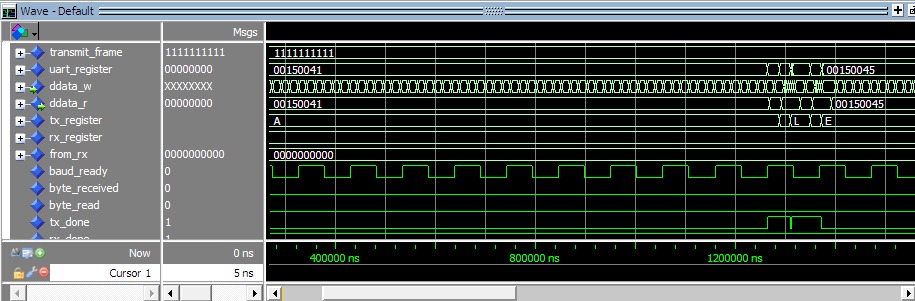 Wave - Default
Msgs
transmit_frame 1111111111 1111111111
uart_register 00000000 00150041 00150045
ddata_w XXXXXXXX
ddata_r 00000000 00150041 00150045
tx_register A L E
rx_register
from_rx 0000000000 0000000000
baud_ready 0
byte_received 0
byte_read 0
tx_done 1
rx_done 1
Now 0 ns 400000 ns 800000 ns 1200000 ns
Cursor 1 5 ns